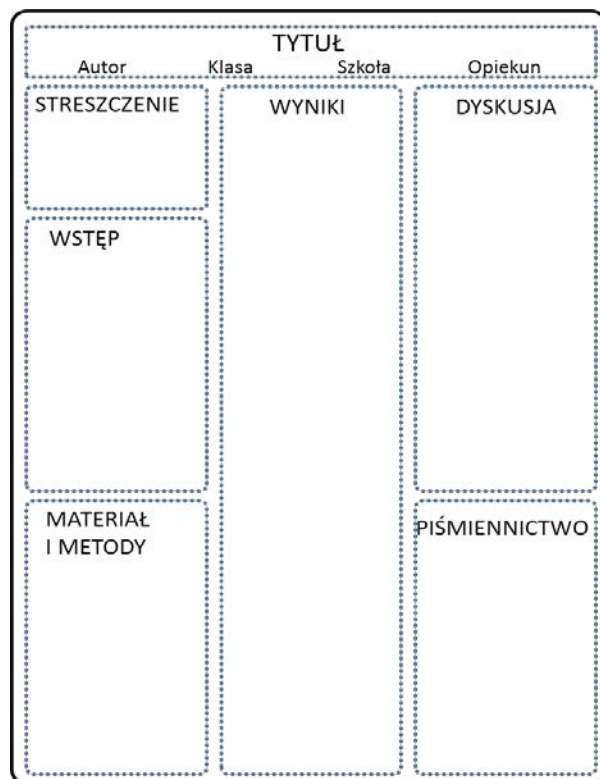 TYTUŁ
Autor Klasa Szkoła Opiekun
STRESZCZENIE
WSTĘP
MATERIAŁ
I METODY
WYNIKI
DYSKUSJA
PIŚMIENNICTWO